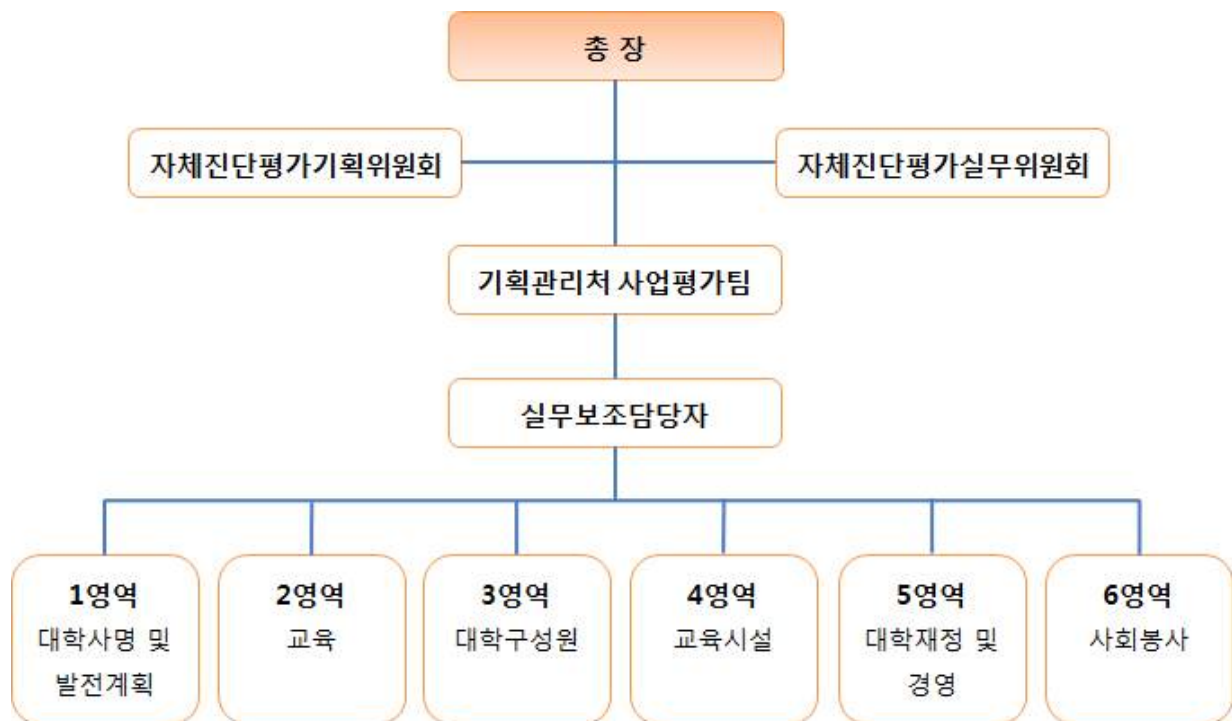 총 장
자체진단평가기획위원회
자체진단평가실무위원회
기획관리처 사업평가팀
실무보조담당자
1영역
대학사명 및
발전계획
2영역
교육
3영역
대학구성원
4영역
교육시설
5영역
대학재정 및
경영
6영역
사회봉사